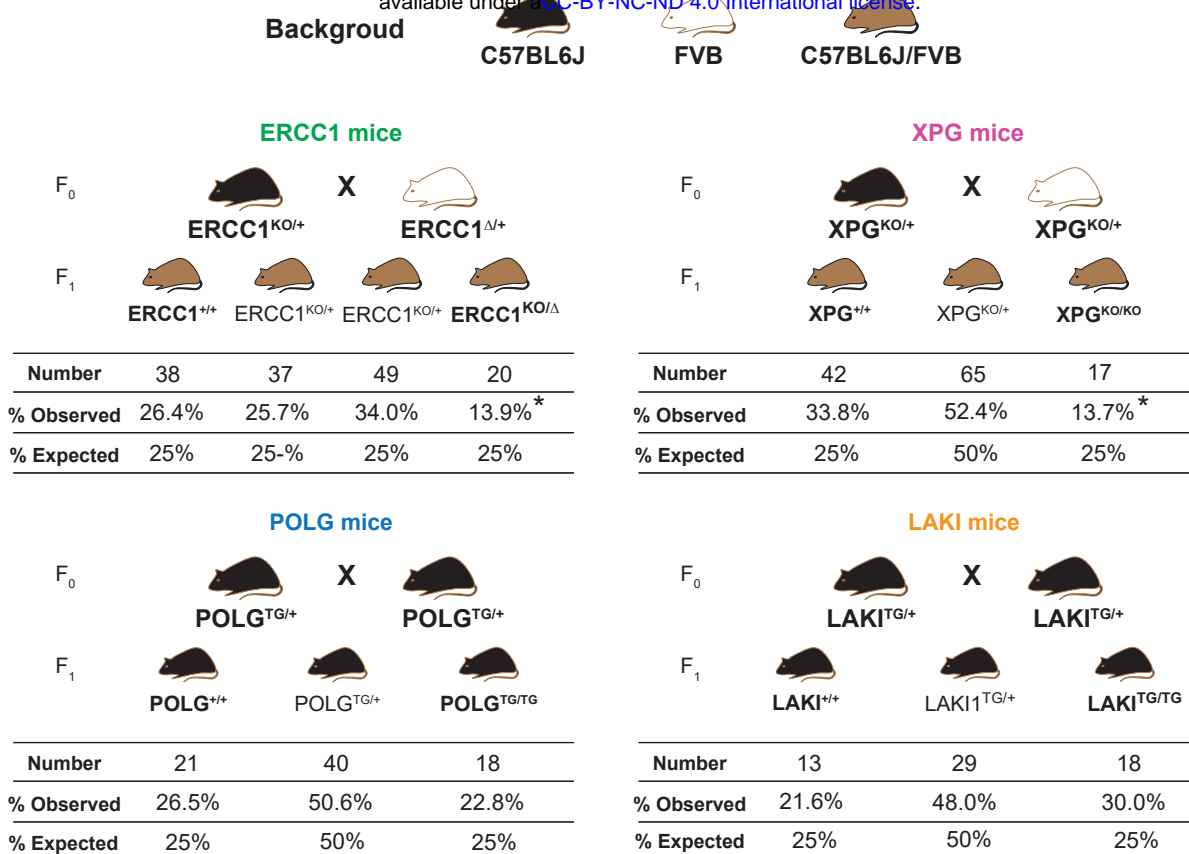 available under aCC-BY-NC-ND 4.0 International license.
Backgroud
C57BL6J FVB C57BL6J/FVB
ERCC1 mice
F0 X
ERCC1KO/+ ERCC1Δ/+
F1
ERCC1+/+ ERCC1KO/+ ERCC1KO/+ ERCC1KO/Δ
Number 38 37 49 20
% Observed 26.4% 25.7% 34.0% 13.9%*
% Expected 25% 25-% 25% 25%
XPG mice
F0 X
XPGKO/+ XPGKO/+
F1
XPG+/+ XPGKO/+ XPGKO/KO
Number 42 65 17
% Observed 33.8% 52.4% 13.7%*
% Expected 25% 50% 25%
POLG mice
F0 X
POLGTG/+ POLGTG/+
F1
POLG+/+ POLGTG/+ POLGTG/TG
Number 21 40 18
% Observed 26.5% 50.6% 22.8%
% Expected 25% 50% 25%
LAKI mice
F0 X
LAKITG/+ LAKITG/+
F1
LAKI+/+ LAKI1TG/+ LAKITG/TG
Number 13 29 18
% Observed 21.6% 48.0% 30.0%
% Expected 25% 50% 25%